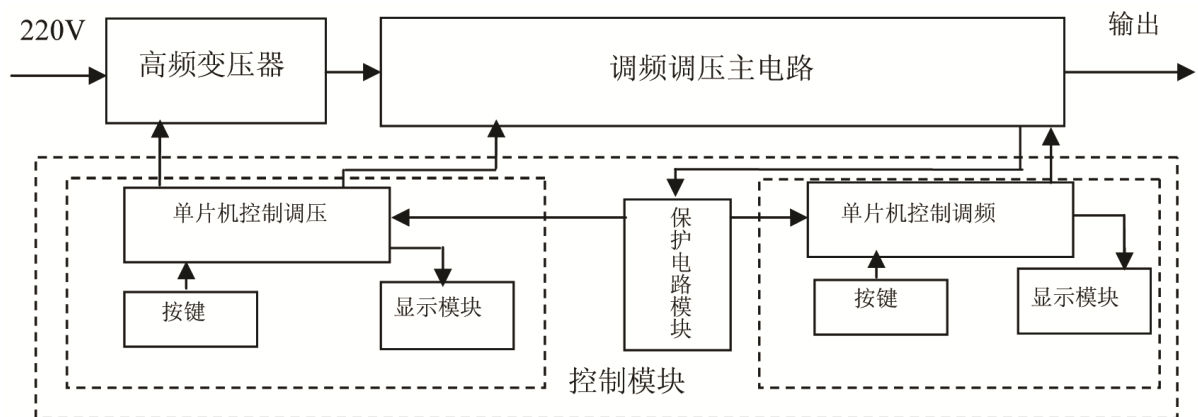 220V
高频变压器
调频调压主电路
输出
单片机控制调压
保护电路模块
单片机控制调频
按键
显示模块
按键
显示模块
控制模块